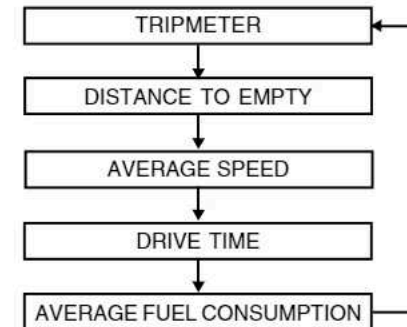 TRIPMETER
DISTANCE TO EMPTY
AVERAGE SPEED
DRIVE TIME
AVERAGE FUEL CONSUMPTION